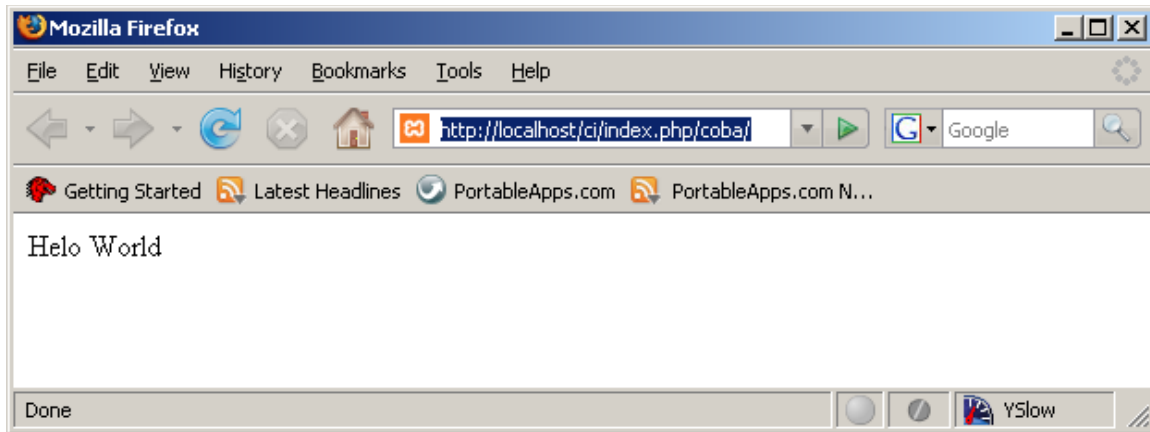 Mozilla Firefox
File Edit View History Bookmarks Tools Help
http://localhost/ci/index.php/coba/ G Google
Getting Started Latest Headlines PortableApps.com PortableApps.com N...
Helo World
Done YSlow